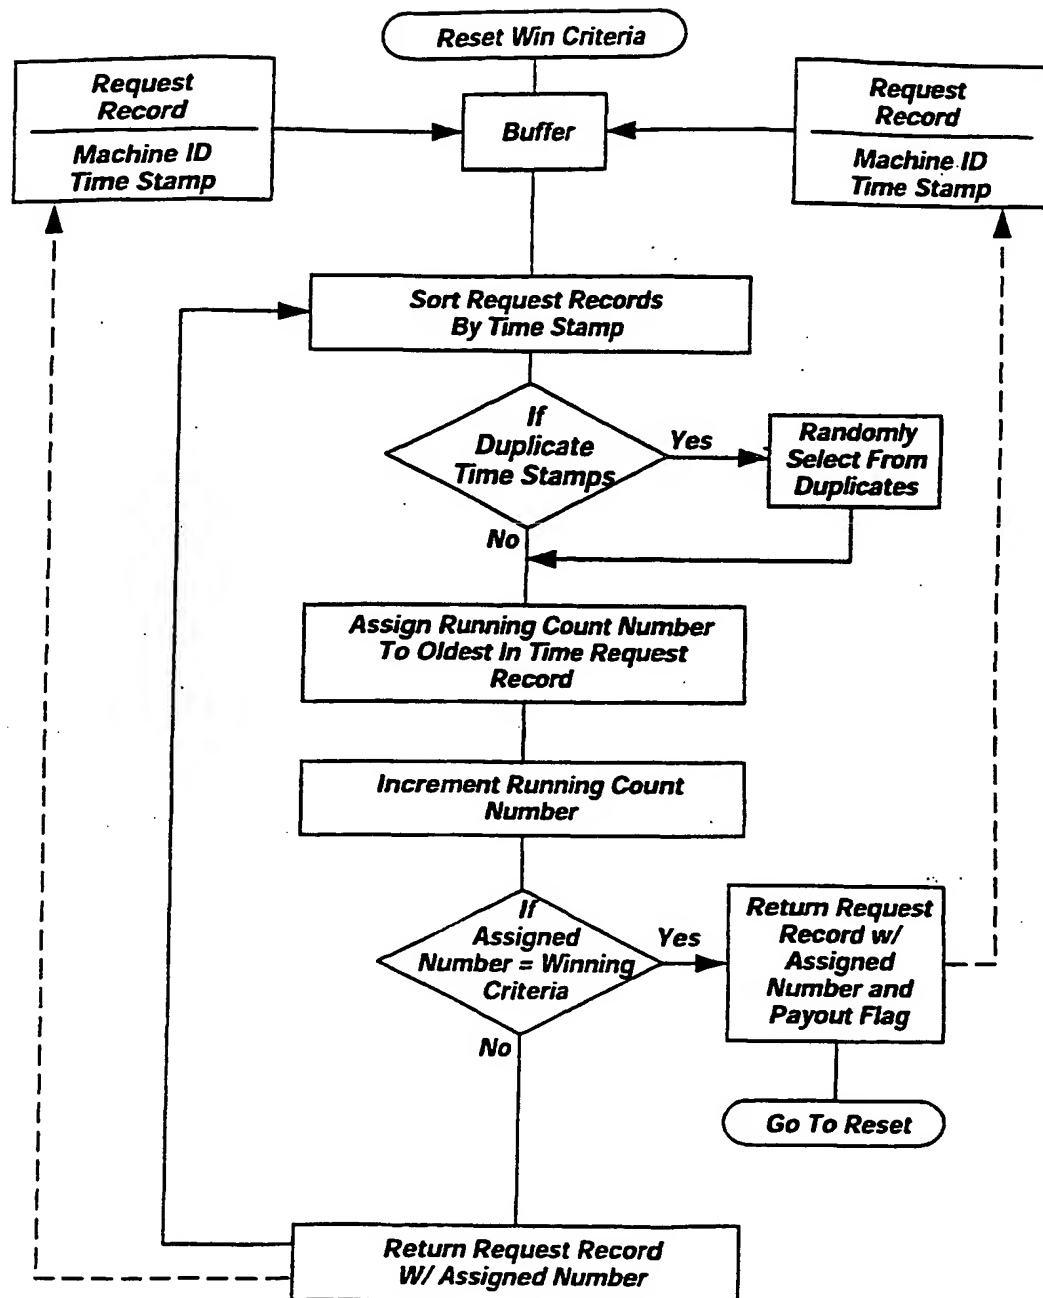 Reset Win Criteria
Request
Record
Machine ID
Time Stamp
Buffer
Request
Record
Machine ID
Time Stamp
Sort Request Records
By Time Stamp
If
Duplicate
Time Stamps
Yes
Randomly
Select From
Duplicates
No
Assign Running Count Number
To Oldest In Time Request
Record
Increment Running Count
Number
If
Assigned
Number = Winning
Criteria
Yes
Return Request
Record w/
Assigned
Number and
Payout Flag
No
Go To Reset
Return Request Record
W/ Assigned Number